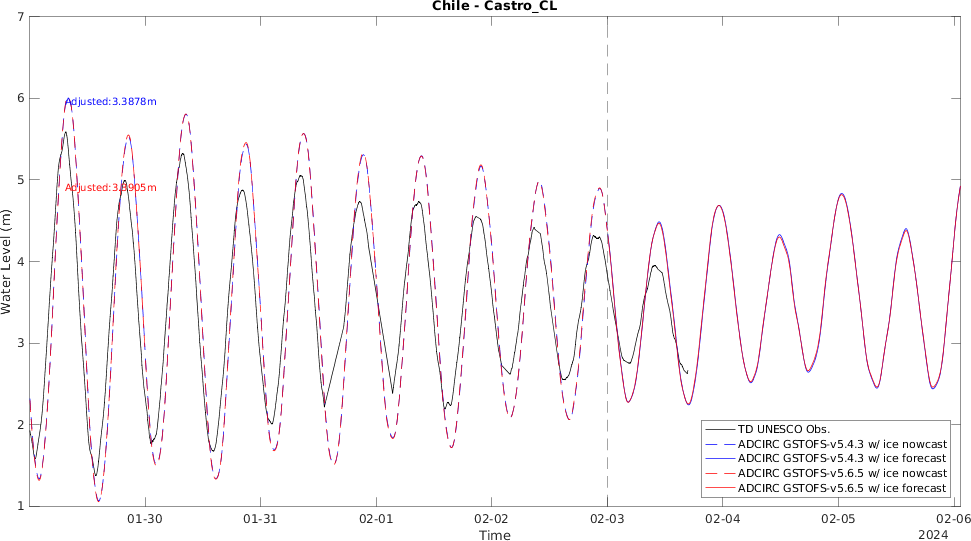 Chile - Castro_CL
7
6
5
4
3
2
1
Water Level (m)
Adjusted:3.3878m
TD UNESCO Obs.
ADCIRC GSTOFS-v5.4.3 w/ ice nowcast
ADCIRC GSTOFS-v5.4.3 w/ ice forecast
ADCIRC GSTOFS-v5.6.5 w/ ice nowcast
ADCIRC GSTOFS-v5.6.5 w/ ice forecast
01-30
01-31
02-01
02-02
02-03
02-04
02-05
02-06
Time
2024